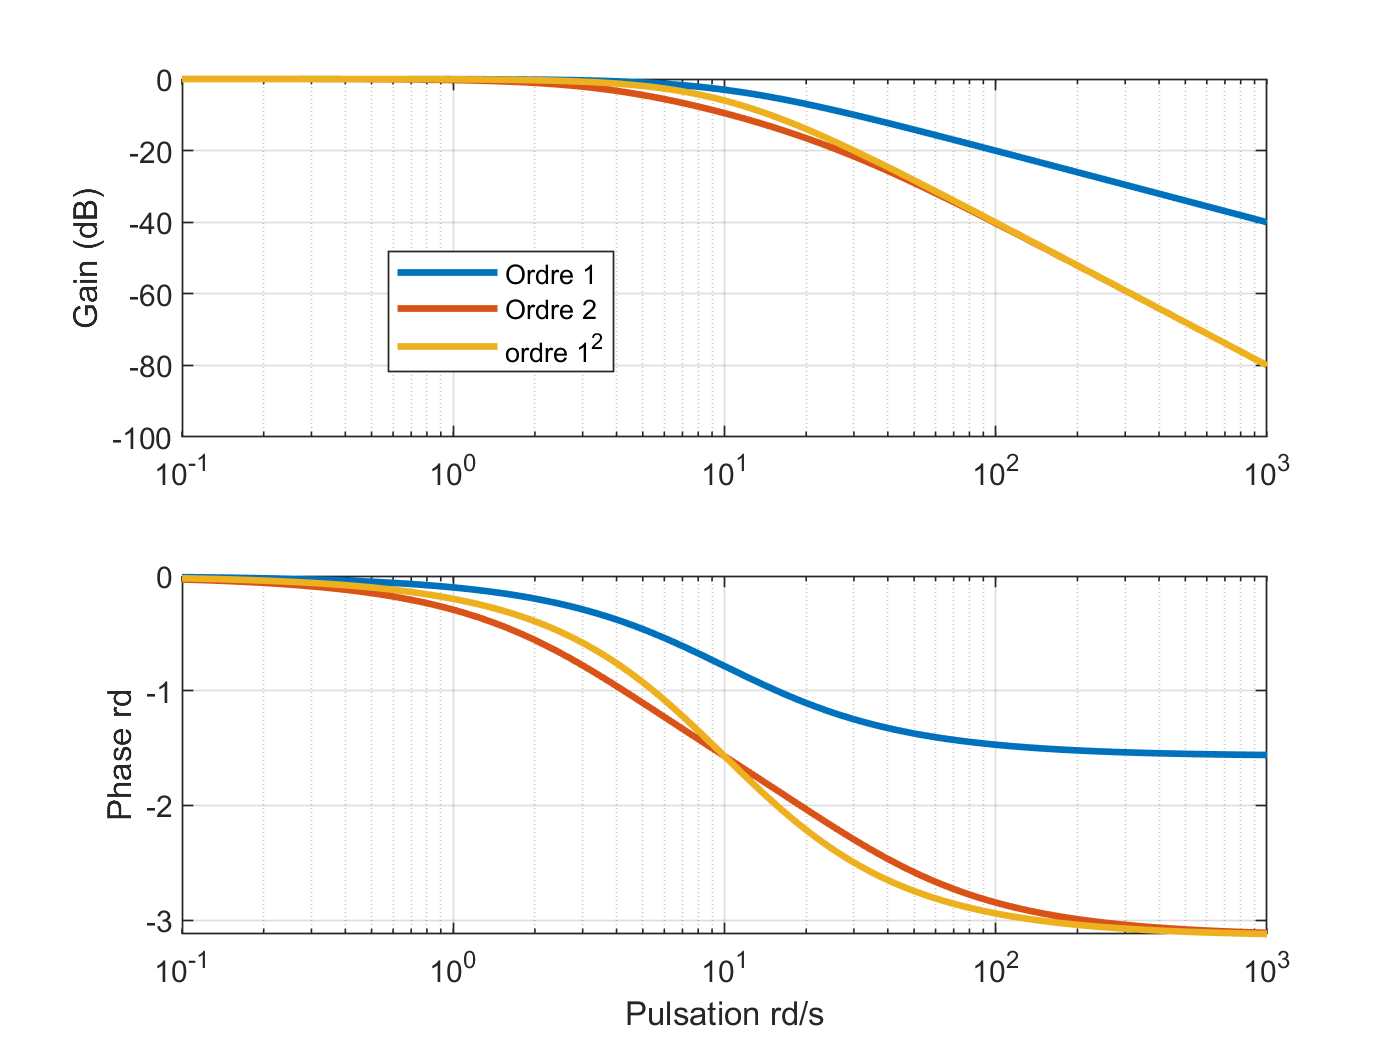 0
-20
-40
-60
-80
-100
Gain (dB)
Ordre 1
Ordre 2
ordre 1²
10⁻¹ 10⁰ 10¹ 10² 10³
0
-1
-2
-3
Phase rd
10⁻¹ 10⁰ 10¹ 10² 10³
Pulsation rd/s